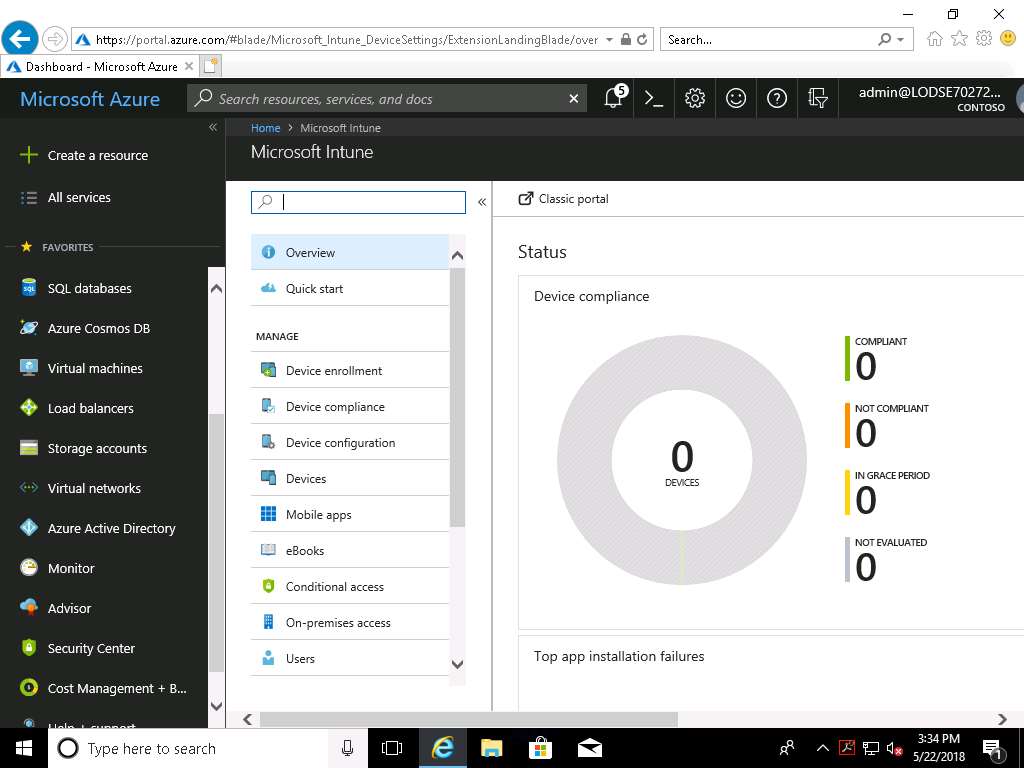 https://portal.azure.com/#blade/Microsoft_Intune_DeviceSettings/ExtensionLandingBlade/over
Search...
Dashboard - Microsoft Azure
Microsoft Azure
Search resources, services, and docs
5
admin@LODSE70272...
CONTOSO
Create a resource
All services
FAVORITES
SQL databases
Azure Cosmos DB
Virtual machines
Load balancers
Storage accounts
Virtual networks
Azure Active Directory
Monitor
Advisor
Security Center
Cost Management + B...
Help + support
Home > Microsoft Intune
Microsoft Intune
Overview
Quick start
MANAGE
Device enrollment
Device compliance
Device configuration
Devices
Mobile apps
eBooks
Conditional access
On-premises access
Users
Classic portal
Status
Device compliance
0
DEVICES
COMPLIANT
0
NOT COMPLIANT
0
IN GRACE PERIOD
0
NOT EVALUATED
0
Top app installation failures
Type here to search
3:34 PM
5/22/2018
1